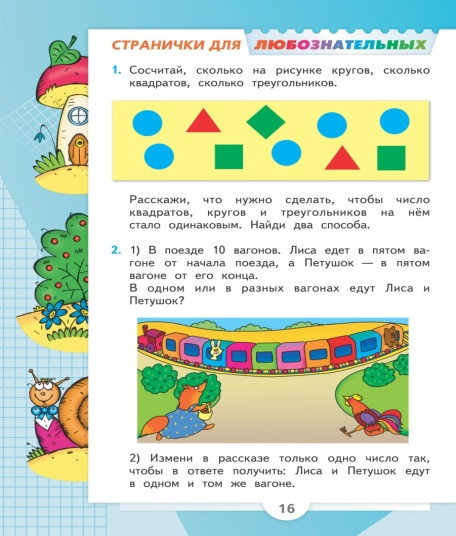 СТРАНИЧКИ ДЛЯ ЛЮБОЗНАТЕЛЬНЫХ
1. Сосчитай, сколько на рисунке кругов, сколько
квадратов, сколько треугольников.
Расскажи, что нужно сделать, чтобы число
квадратов, кругов и треугольников на нём
стало одинаковым. Найди два способа.
2. 1) В поезде 10 вагонов. Лиса едет в пятом ва-
гоне от начала поезда, а Петушок — в пятом
вагоне от его конца.
В одном или в разных вагонах едут Лиса и
Петушок?
2) Измени в рассказе только одно число так,
чтобы в ответе получить: Лиса и Петушок едут
в одном и том же вагоне.
16